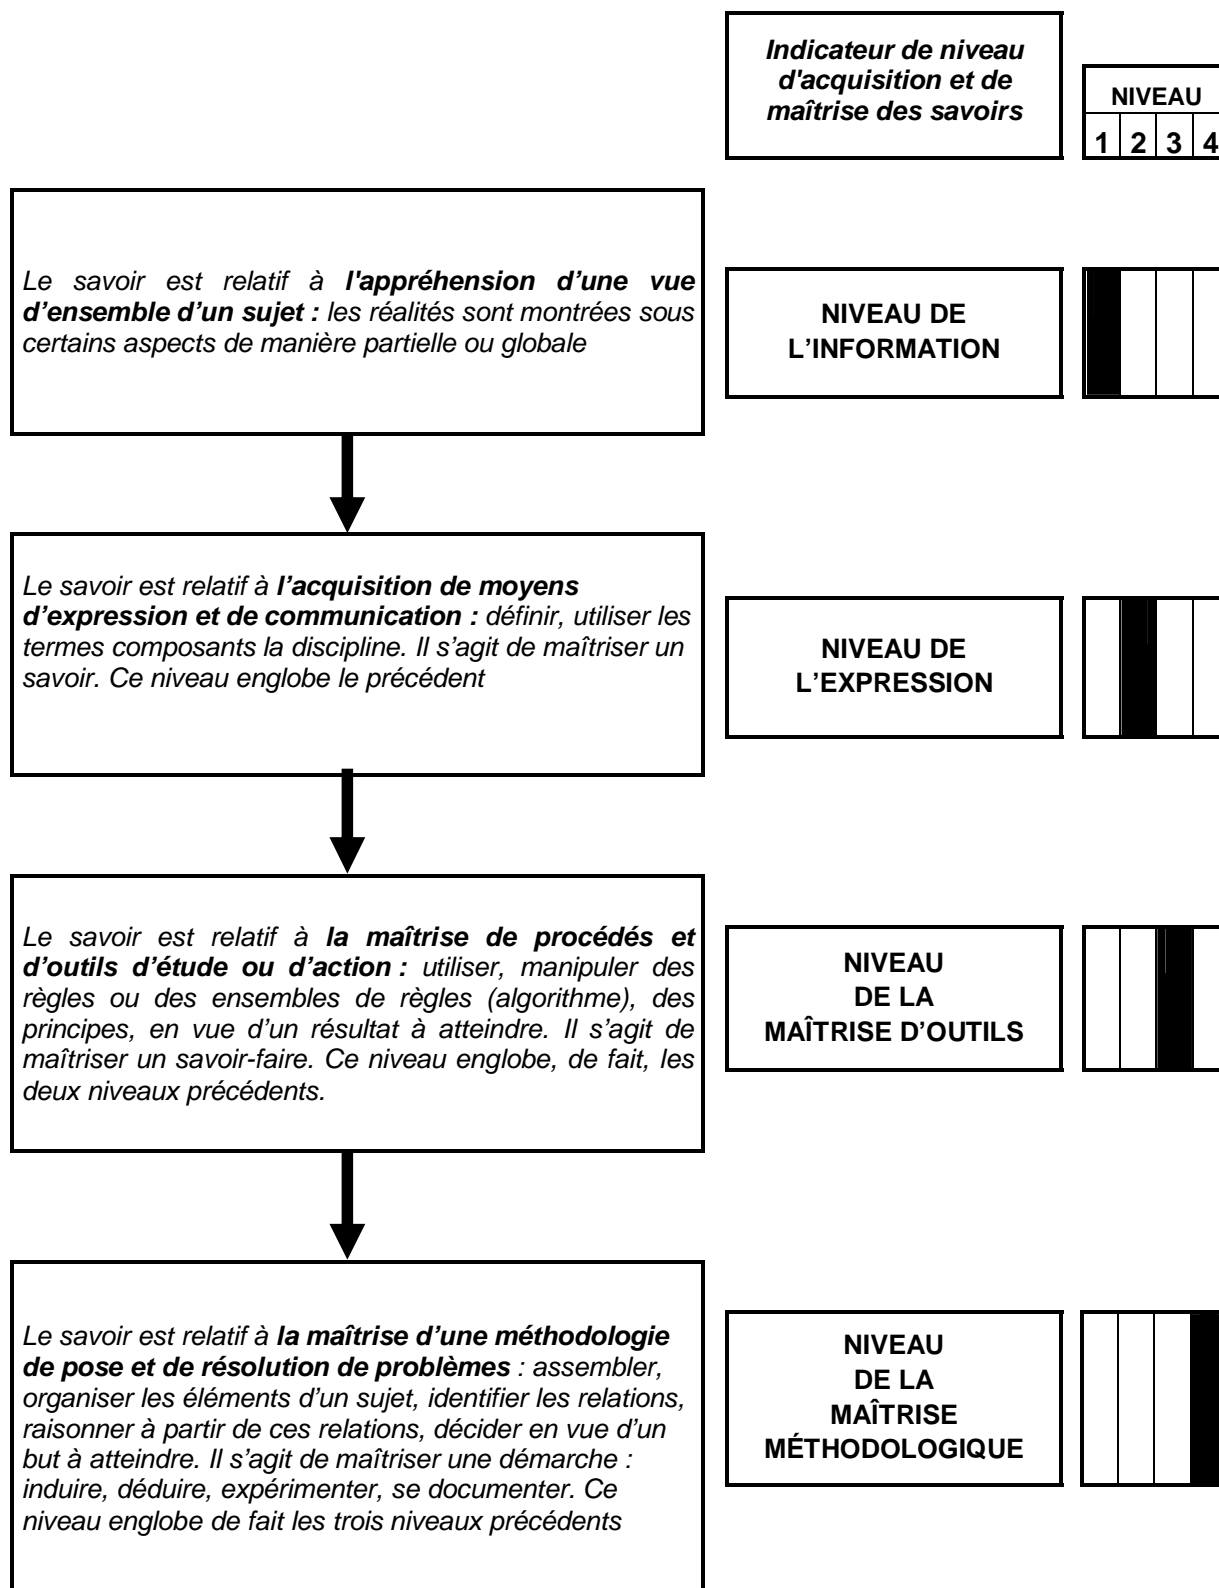 Indicateur de niveau
d'acquisition et de
maîtrise des savoirs
NIVEAU
1 2 3 4
Le savoir est relatif à l'appréhension d’une vue
d’ensemble d’un sujet : les réalités sont montrées sous
certains aspects de manière partielle ou globale
NIVEAU DE
L’INFORMATION
Le savoir est relatif à l’acquisition de moyens
d’expression et de communication : définir, utiliser les
termes composants la discipline. Il s’agit de maîtriser un
savoir. Ce niveau englobe le précédent
NIVEAU DE
L’EXPRESSION
Le savoir est relatif à la maîtrise de procédés et
d’outils d’étude ou d’action : utiliser, manipuler des
règles ou des ensembles de règles (algorithme), des
principes, en vue d’un résultat à atteindre. Il s’agit de
maîtriser un savoir-faire. Ce niveau englobe, de fait, les
deux niveaux précédents.
NIVEAU
DE LA
MAÎTRISE D’OUTILS
Le savoir est relatif à la maîtrise d’une méthodologie
de pose et de résolution de problèmes : assembler,
organiser les éléments d’un sujet, identifier les relations,
raisonner à partir de ces relations, décider en vue d’un
but à atteindre. Il s’agit de maîtriser une démarche :
induire, déduire, expérimenter, se documenter. Ce
niveau englobe de fait les trois niveaux précédents
NIVEAU
DE LA
MAÎTRISE
MÉTHODOLOGIQUE